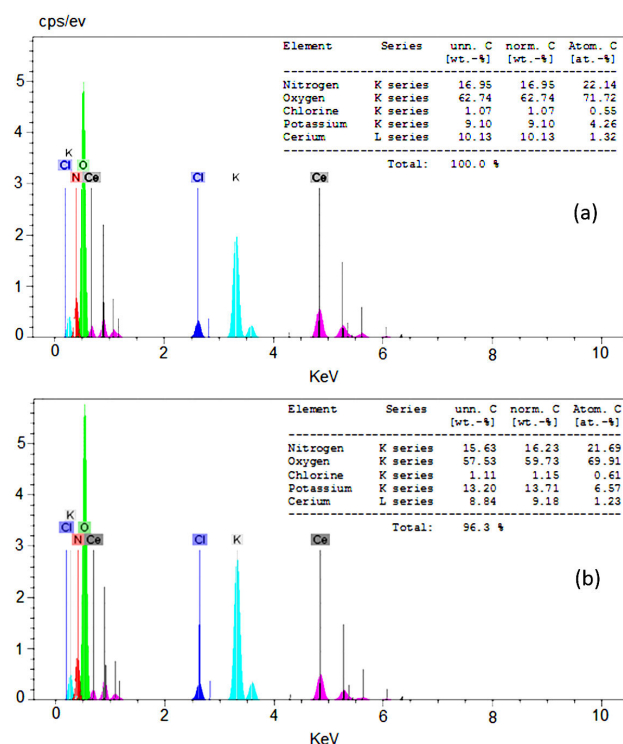 cps/ev
Element Series unn. C norm. C Atom. C
[wt.-%] [wt.-%] [at.-%]
Nitrogen K series 16.95 16.95 22.14
Oxygen K series 62.74 62.74 71.72
Chlorine K series 1.07 1.07 0.55
Potassium K series 9.10 9.10 4.26
Cerium L series 10.13 10.13 1.32
Total: 100.0 %
5
4
3
2
1
0
K
Cl O
N Ce Cl K Ce
(a)
0 2 4 6 8 10
KeV
Element Series unn. C norm. C Atom. C
[wt.-%] [wt.-%] [at.-%]
Nitrogen K series 15.63 16.23 21.69
Oxygen K series 57.53 59.73 69.91
Chlorine K series 1.11 1.15 0.61
Potassium K series 13.20 13.71 6.57
Cerium L series 8.84 9.18 1.23
Total: 96.3 %
5
4
3
2
1
0
K
Cl O
N Ce Cl K Ce
(b)
0 2 4 6 8 10
KeV